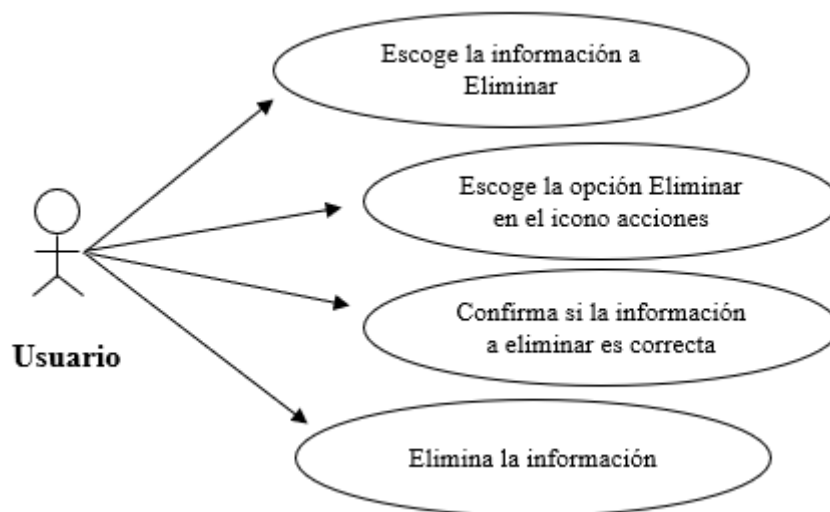 Escoge la información a
Eliminar
Escoge la opción Eliminar
en el icono acciones
Confirma si la información
a eliminar es correcta
Usuario
Elimina la información